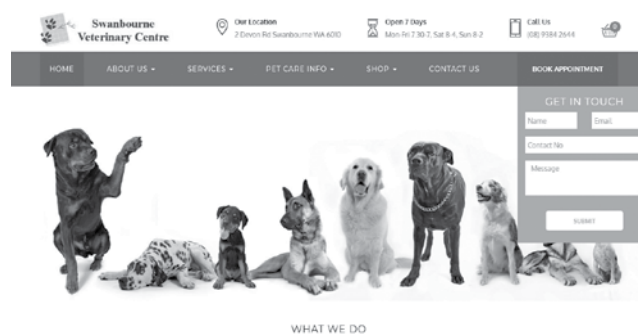 Swanbourne
Veterinary Centre
Our Location
2 Devon Rd Swanbourne WA 6010
Open 7 Days
Mon-Fri 7.30-7, Sat 8-4, Sun 8-2
Call Us
(08) 9384 2644
0
HOME
ABOUT US
SERVICES
PET CARE INFO
SHOP
CONTACT US
BOOK APPOINTMENT
GET IN TOUCH
Name
Email
Contact No
Message
SUBMIT
WHAT WE DO